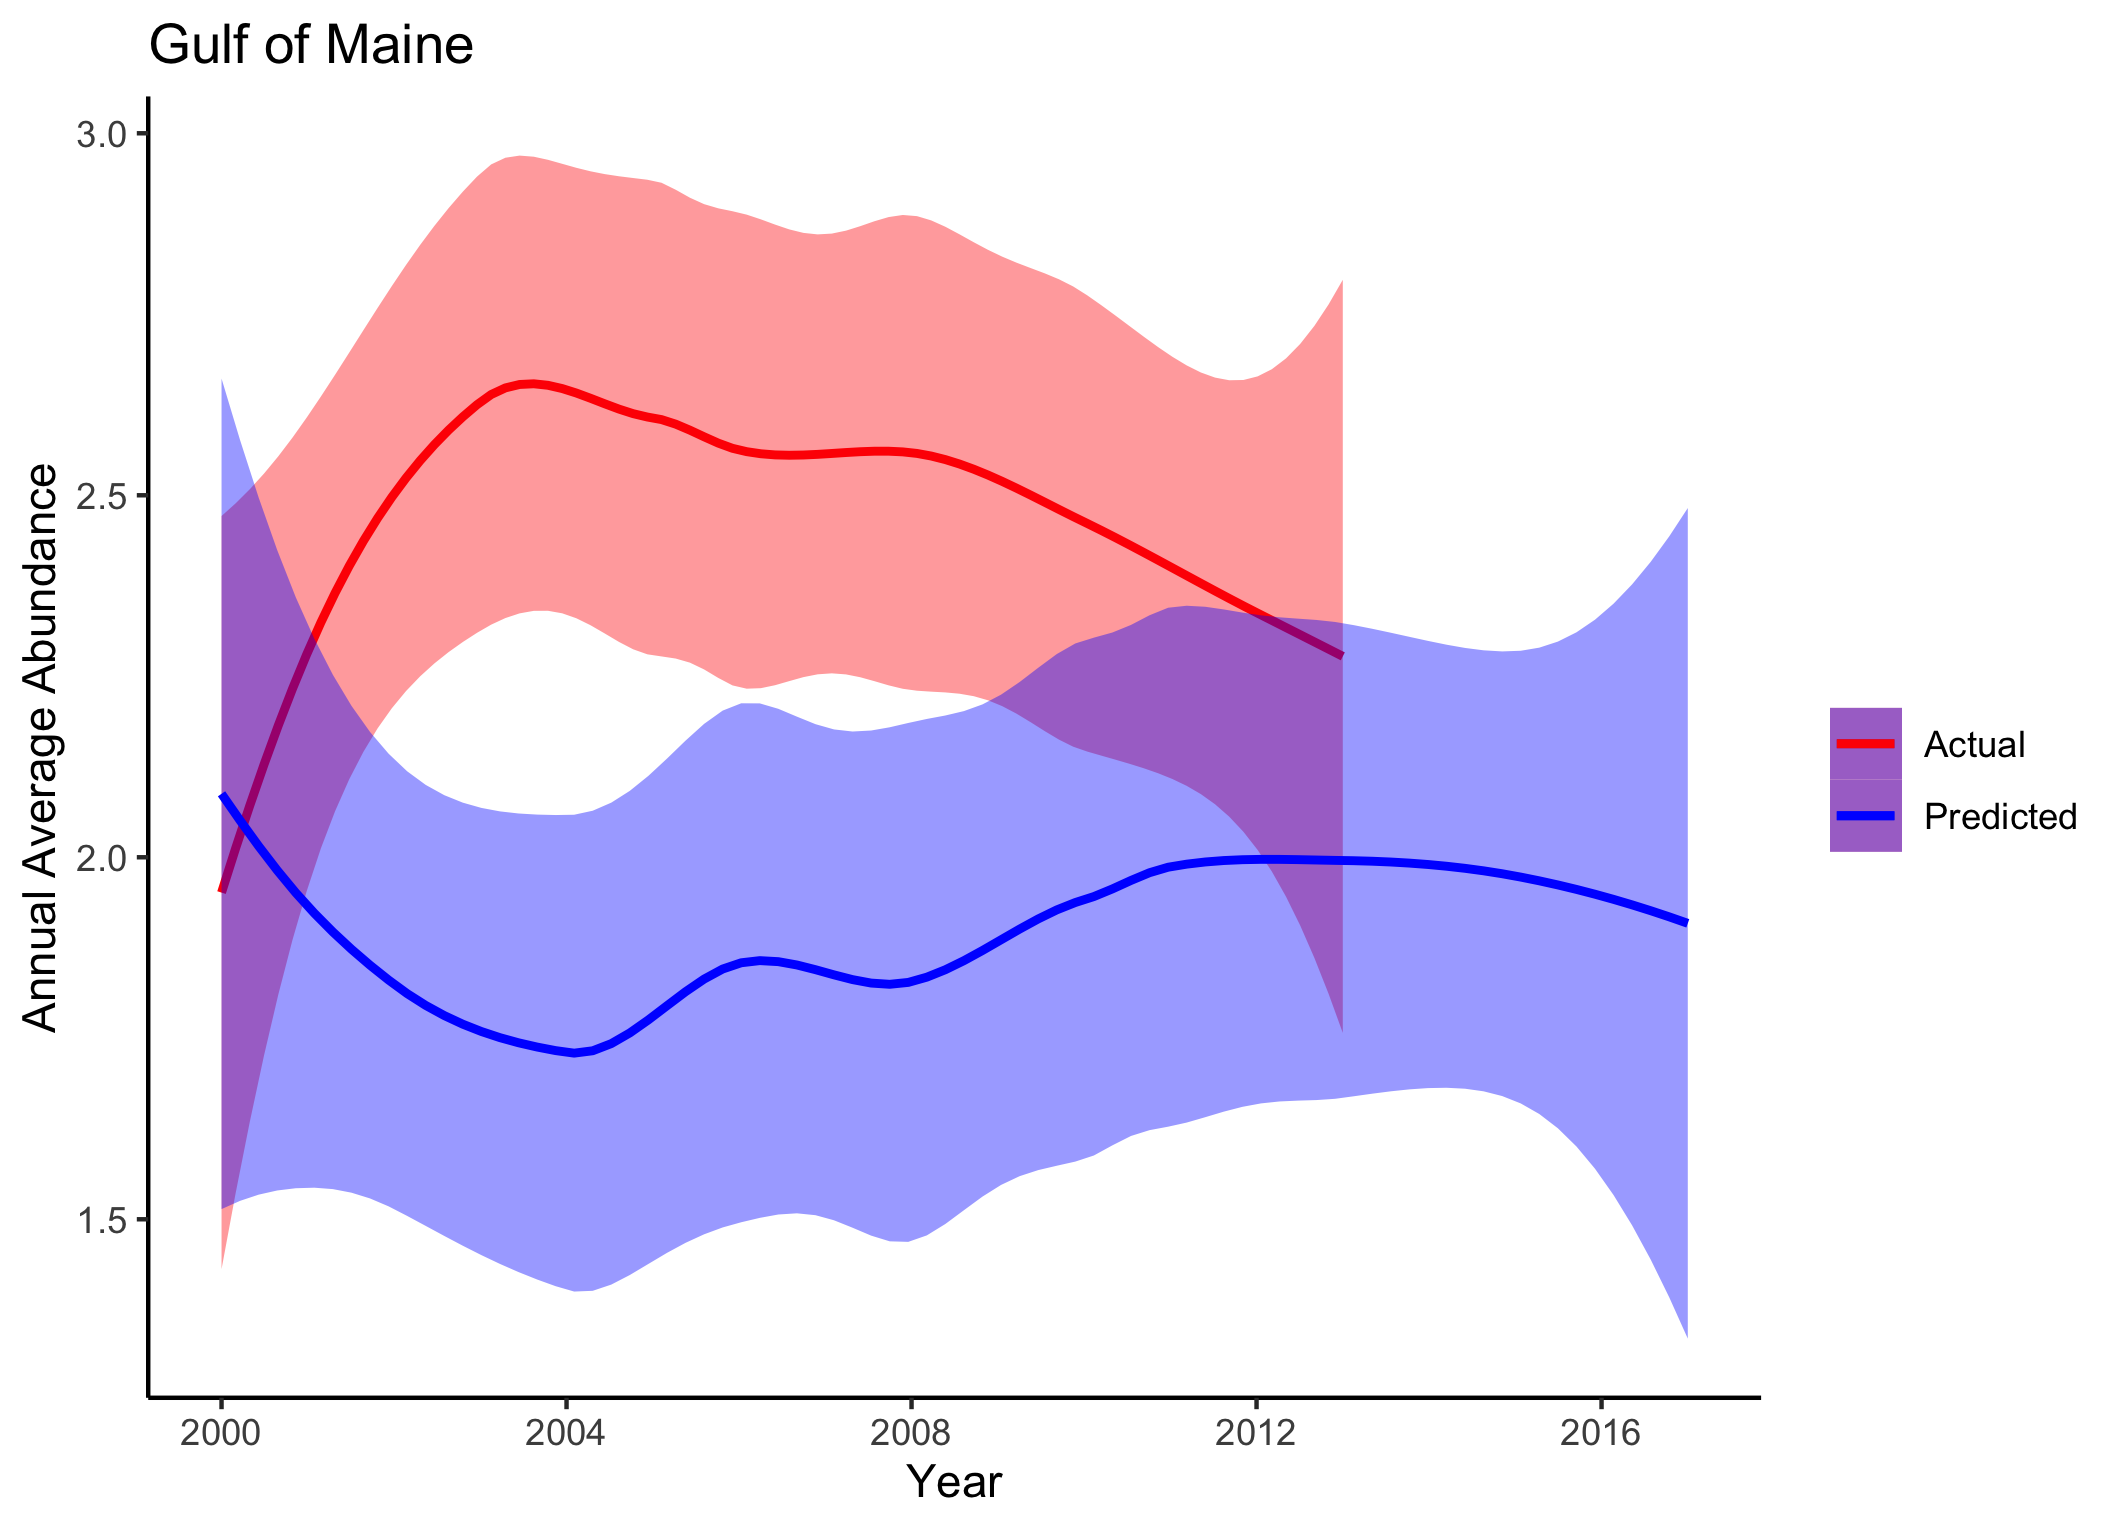 Gulf of Maine
3.0
2.5
2.0
1.5
Annual Average Abundance
2000
2004
2008
2012
2016
Year
Actual
Predicted